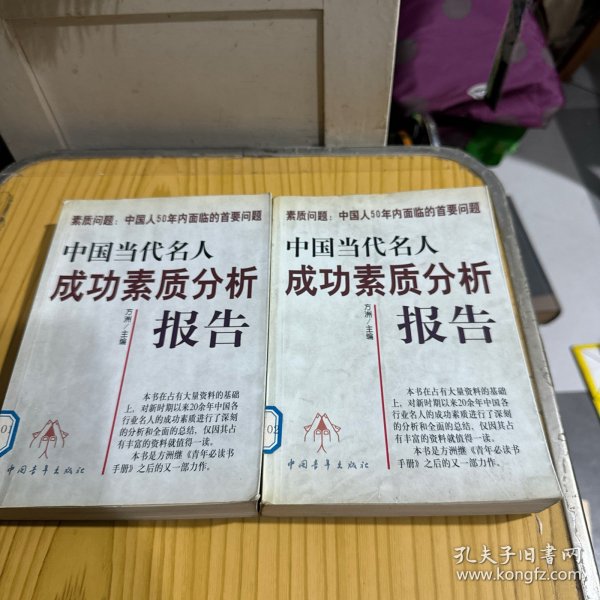 素质问题：中国人50年内面临的首要问题
中国当代名人
成功素质分析
报告
方洲/主编
本书在占有大量资料的基础
上，对新时期以来20余年中国各
行业名人的成功素质进行了深刻
的分析和全面的总结，仅因其占
有丰富的资料就值得一读。
本书是方洲继《青年必读书
手册》之后的又一部力作。
01
中国青年出版社
素质问题：中国人50年内面临的首要问题
中国当代名人
成功素质分析
报告
方洲/主编
本书在占有大量资料的基础
上，对新时期以来20余年中国各
行业名人的成功素质进行了深刻
的分析和全面的总结，仅因其占
有丰富的资料就值得一读。
本书是方洲继《青年必读书
手册》之后的又一部力作。
02
中国青年出版社
孔夫子旧书网
www.kongfz.com